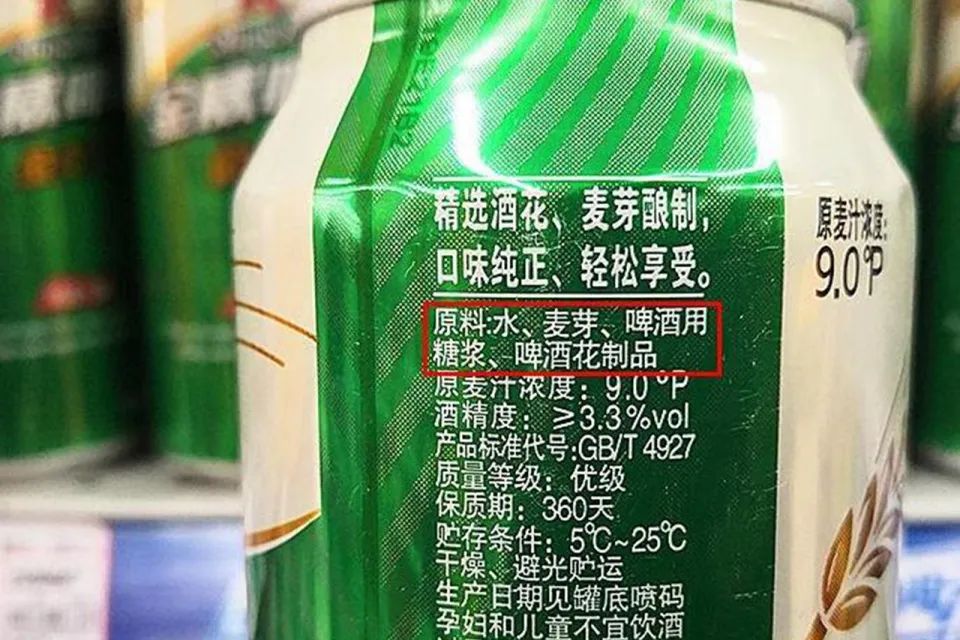 精选酒花、麦芽酿制，
口味纯正、轻松享受。
原料:水、麦芽、啤酒用
糖浆、啤酒花制品
原麦汁浓度：9.0°P
酒精度：≥3.3%vol
产品标准代号:GB/T 4927
质量等级：优级
保质期：360天
贮存条件：5℃~25℃
干燥、避光贮运
生产日期见罐底喷码
孕妇和儿童不宜饮酒
原麦汁浓度:
9.0°P